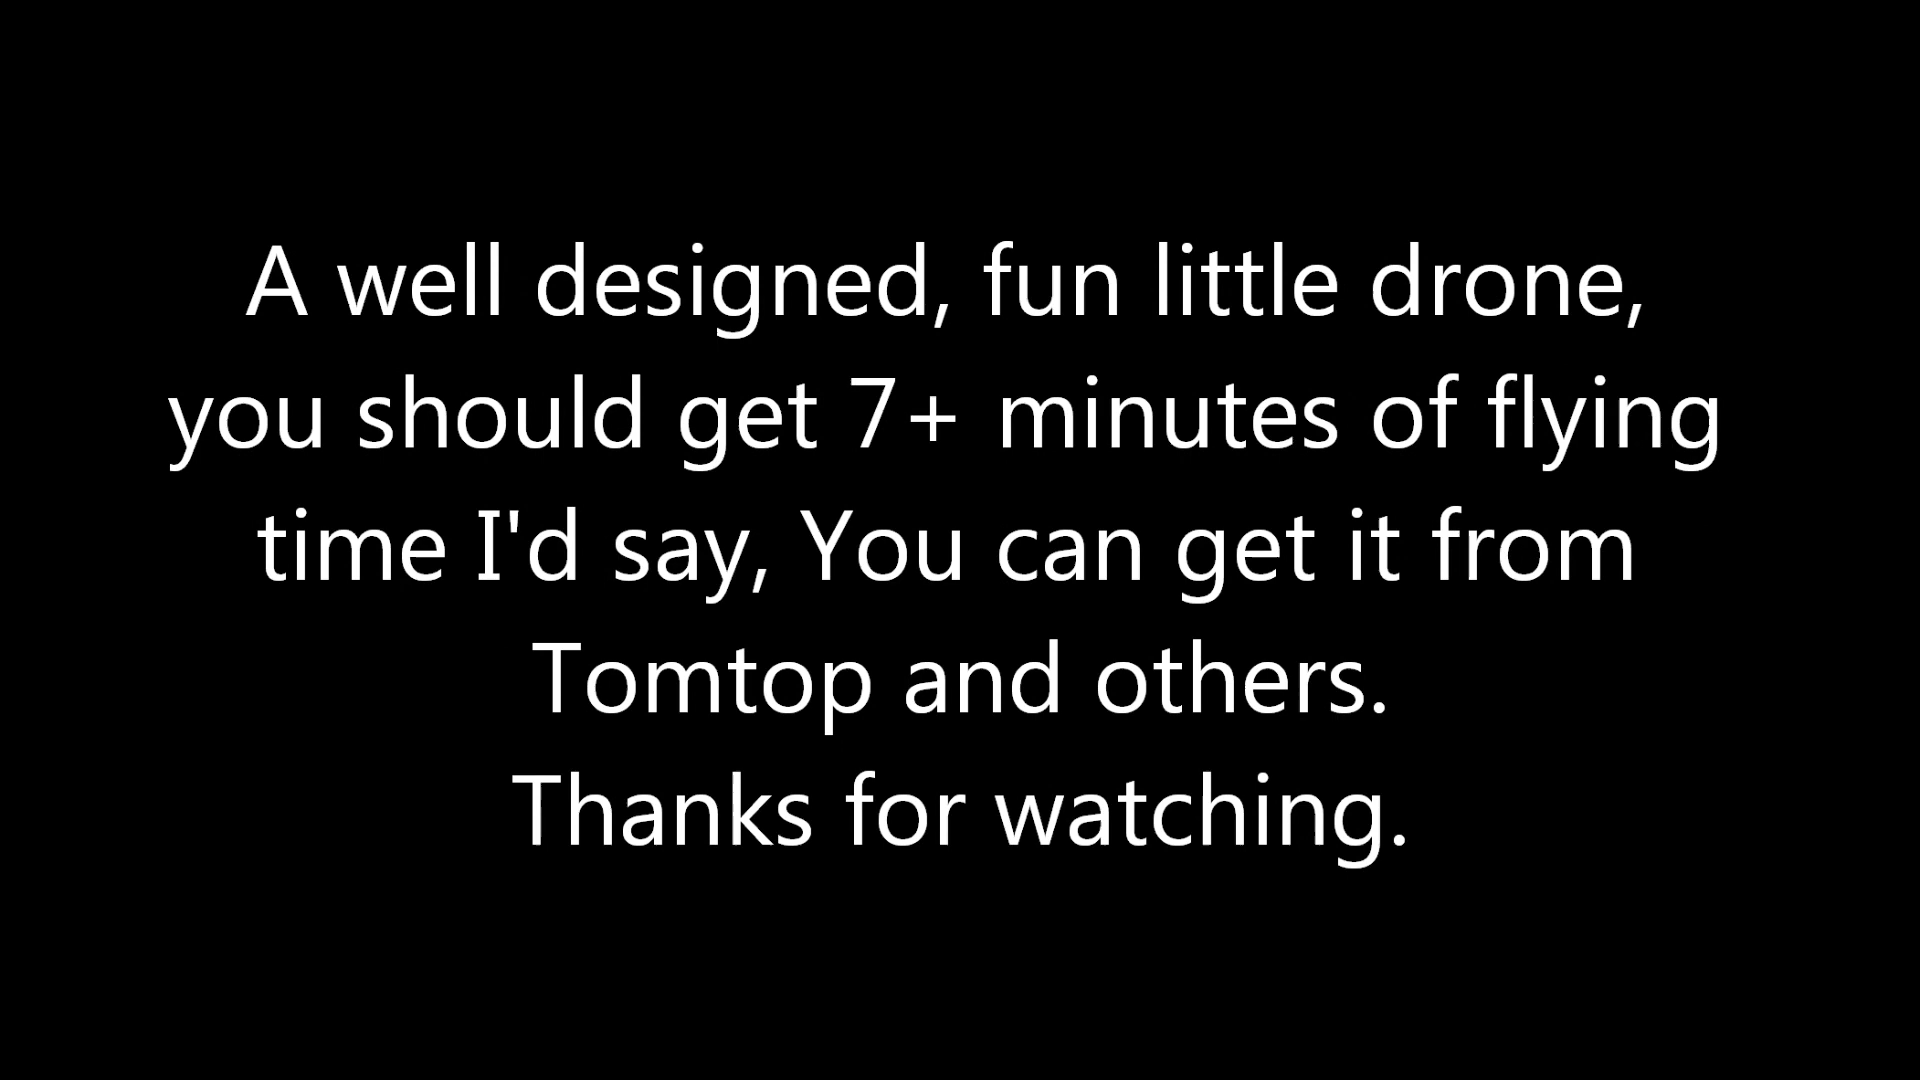 A well designed, fun little drone,
you should get 7+ minutes of flying
time I'd say, You can get it from
Tomtop and others.
Thanks for watching.